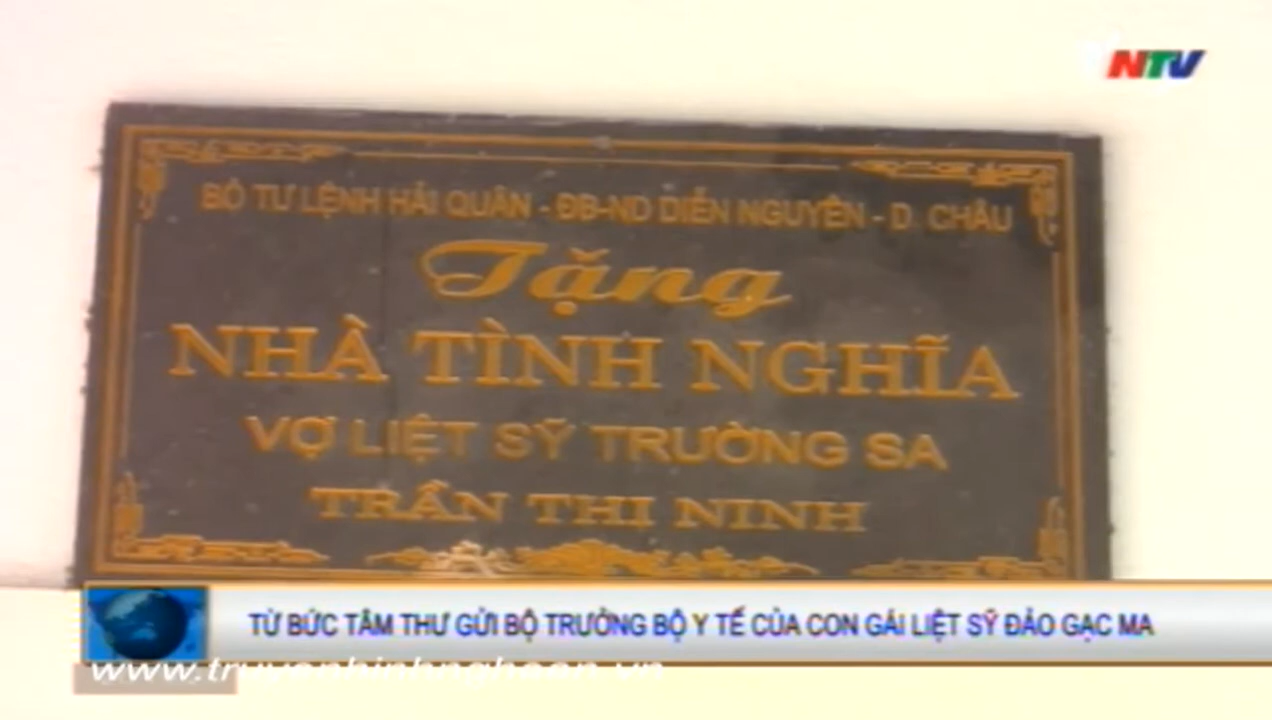 NTV
BỘ TƯ LỆNH HẢI QUÂN - ĐB-ND DIỄN NGUYÊN - D. CHÂU
Tặng
NHÀ TÌNH NGHĨA
VỢ LIỆT SỸ TRƯỜNG SA
TRẦN THỊ NINH
TỪ BỨC TÂM THƯ GỬI BỘ TRƯỞNG BỘ Y TẾ CỦA CON GÁI LIỆT SỸ ĐẢO GẠC MA
www.truyenhinhnghean.vn